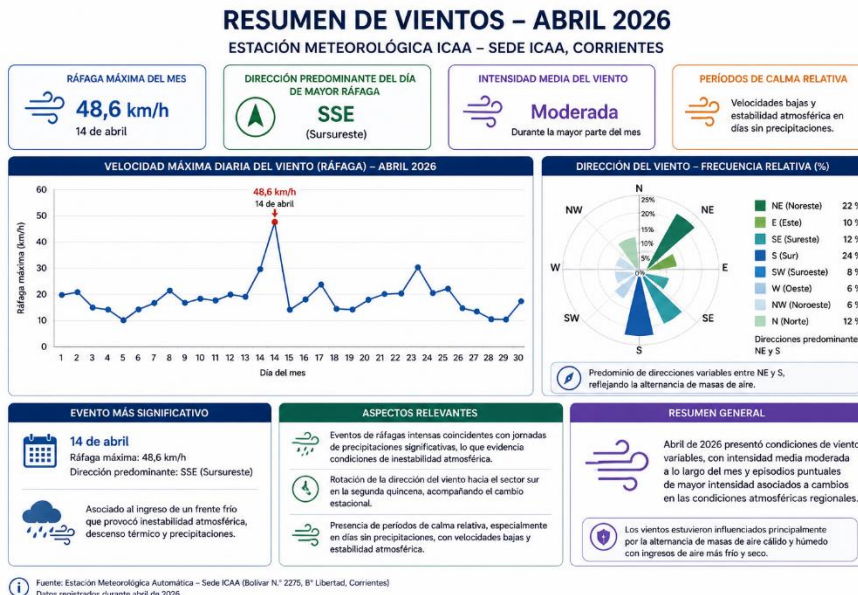 RESUMEN DE VIENTOS – ABRIL 2026
ESTACIÓN METEOROLÓGICA ICAA – SEDE ICAA, CORRIENTES
RÁFAGA MÁXIMA DEL MES
48,6 km/h
14 de abril
DIRECCIÓN PREDOMINANTE DEL DÍA
DE MAYOR RÁFAGA
SSE
(Sursureste)
INTENSIDAD MEDIA DEL VIENTO
Moderada
Durante la mayor parte del mes
PERÍODOS DE CALMA RELATIVA
Velocidades bajas y
estabilidad atmosférica en
días sin precipitaciones.
VELOCIDAD MÁXIMA DIARIA DEL VIENTO (RÁFAGA) – ABRIL 2026
Ráfaga máxima (km/h)
60
50
40
30
20
10
0
48,6 km/h
14 de abril
1 2 3 4 5 6 7 8 9 10 11 12 13 14 14 15 16 17 18 19 20 21 22 23 24 25 26 27 28 29 30
Día del mes
DIRECCIÓN DEL VIENTO – FRECUENCIA RELATIVA (%)
N
NE
E
SE
S
SW
W
NW
25%
20%
15%
10%
5%
0%
NE (Noreste) 22 %
E (Este) 10 %
SE (Sureste) 12 %
S (Sur) 24 %
SW (Suroeste) 8 %
W (Oeste) 6 %
NW (Noroeste) 6 %
N (Norte) 12 %
Direcciones predominante
NE y S
Predominio de direcciones variables entre NE y S,
reflejando la alternancia de masas de aire.
EVENTO MÁS SIGNIFICATIVO
14 de abril
Ráfaga máxima: 48,6 km/h
Dirección predominante: SSE (Sursureste)
Asociado al ingreso de un frente frío
que provocó inestabilidad atmosférica,
descenso térmico y precipitaciones.
ASPECTOS RELEVANTES
Eventos de ráfagas intensas coincidentes con jornadas
de precipitaciones significativas, lo que evidencia
condiciones de inestabilidad atmosférica.
Rotación de la dirección del viento hacia el sector sur
en la segunda quincena, acompañando el cambio
estacional.
Presencia de períodos de calma relativa, especialmente
en días sin precipitaciones, con velocidades bajas y
estabilidad atmosférica.
RESUMEN GENERAL
Abril de 2026 presentó condiciones de viento
variables, con intensidad media moderada
a lo largo del mes y episodios puntuales
de mayor intensidad asociado a cambios
en las condiciones atmosféricas regionales.
Los vientos estuvieron influenciados principalmente
por la alternancia de masas de aire cálido y húmedo
con ingresos de aire más frío y seco.
Fuente: Estación Meteorológica Automática – Sede ICAA (Bolívar N.° 2275, B° Libertad, Corrientes)
Datos registrados durante abril de 2026